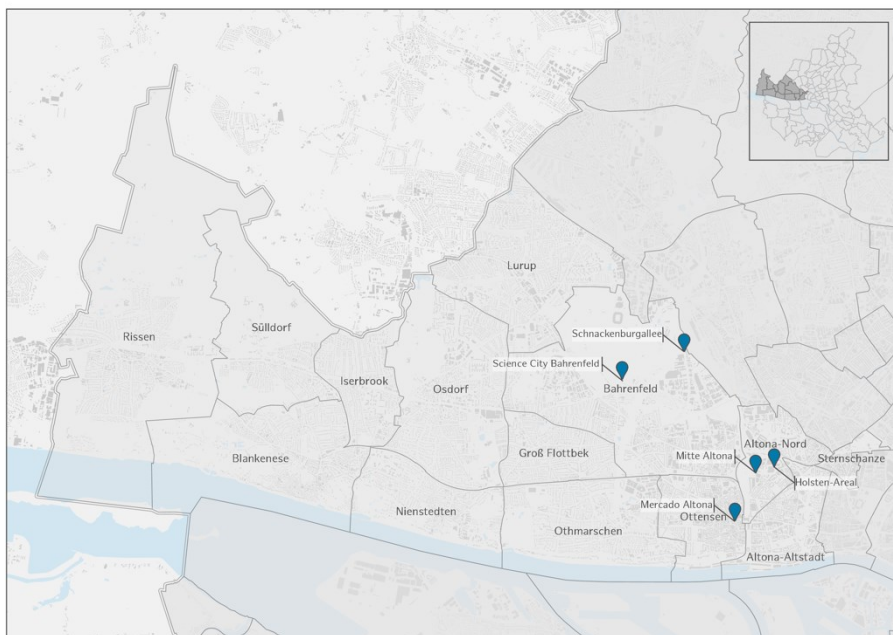 Lurup
Schnackenburgallee
Rissen
Sülldorf
Science City Bahrenfeld
Iserbrook
Osdorf
Bahrenfeld
Altona-Nord
Groß Flottbek
Mitte Altona
Sternschanze
Blankenese
Holsten-Areal
Mercado Altona
Nienstedten
Ottensen
Othmarschen
Altona-Altstadt